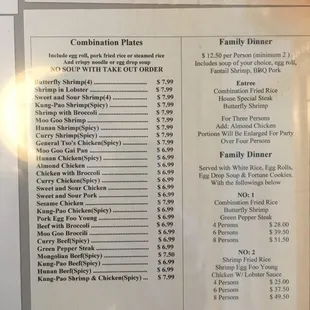 Combination Plates
Include egg roll, pork fried rice or steamed rice
And crispy noodle or egg drop soup
NO SOUP WITH TAKE OUT ORDER
Butterfly Shrimp(4) ........ $ 7.99
Shrimp in Lobster ........ $ 7.99
Sweet and Sour Shrimp(4) ........ $ 7.99
Kung-Pao Shrimp(Spicy) ........ $ 7.99
Shrimp with Broccoli ........ $ 7.99
Moo Goo Shrimp ........ $ 7.99
Hunan Shrimp(Spicy) ........ $ 7.99
Curry Shrimp(Spicy) ........ $ 7.99
General Tso's Chicken(Spicy) ........ $ 7.99
Moo Goo Gai Pan ........ $ 6.99
Hunan Chicken(Spicy) ........ $ 6.99
Almond Chicken ........ $ 6.99
Chicken with Broccoli ........ $ 6.99
Curry Chicken(Spicy) ........ $ 6.99
Sweet and Sour Chicken ........ $ 6.99
Sweet and Sour Pork ........ $ 6.99
Sesame Chicken ........ $ 7.99
Kung-Pao Chicken(Spicy) ........ $ 6.99
Pork Egg Foo Young ........ $ 6.99
Beef with Broccoli ........ $ 6.99
Moo Goo Broccoli ........ $ 6.99
Curry Beef(Spicy) ........ $ 6.99
Green Pepper Steak ........ $ 6.99
Mongolian Beef(Spicy) ........ $ 7.50
Hunan Beef(Spicy) ........ $ 6.99
Kung-Pao Shrimp & Chicken(Spicy) ... $ 7.99
Family Dinner
$ 12.50 per Person (minimum 2 )
Includes soup of your choice, egg roll,
Fantail Shrimp, BBQ Pork
Entree
Combination Fried Rice
House Special Steak
Butterfly Shrimp
For Three Persons
Add: Almond Chicken
Portions Will Be Enlarged For Party
Over Four Persons
Family Dinner
Served with White Rice, Egg Rolls,
Egg Drop Soup & Fortune Cookies.
With the followings below
NO: 1
Combination Fried Rice
Butterfly Shrimp
Green Pepper Steak
4 Persons $ 28.00
6 Persons $ 39.50
8 Persons $ 51.50
NO: 2
Shrimp Fried Rice
Shrimp Egg Foo Young
Chicken W/ Lobster Sauce
4 Persons $ 25.00
6 Persons $ 37.50
8 Persons $ 49.50